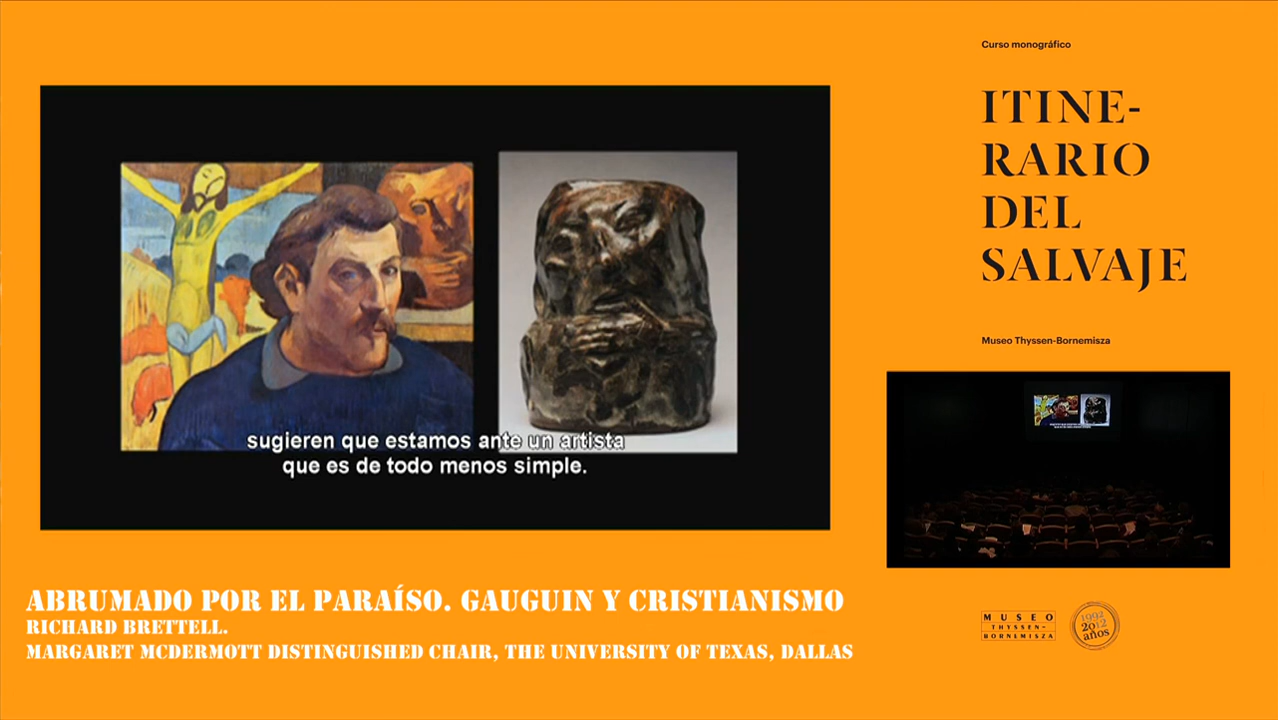 Curso monográfico
ITINE-
RARIO
DEL
SALVAJE
Museo Thyssen-Bornemisza
sugieren que estamos ante un artista
que es de todo menos simple.
ABRUMADO POR EL PARAÍSO. GAUGUIN Y CRISTIANISMO
RICHARD BRETTELL.
MARGARET MCDERMOTT DISTINGUISHED CHAIR, THE UNIVERSITY OF TEXAS, DALLAS
MUSEO
THYSSEN-
BORNEMISZA
1992
2012
años